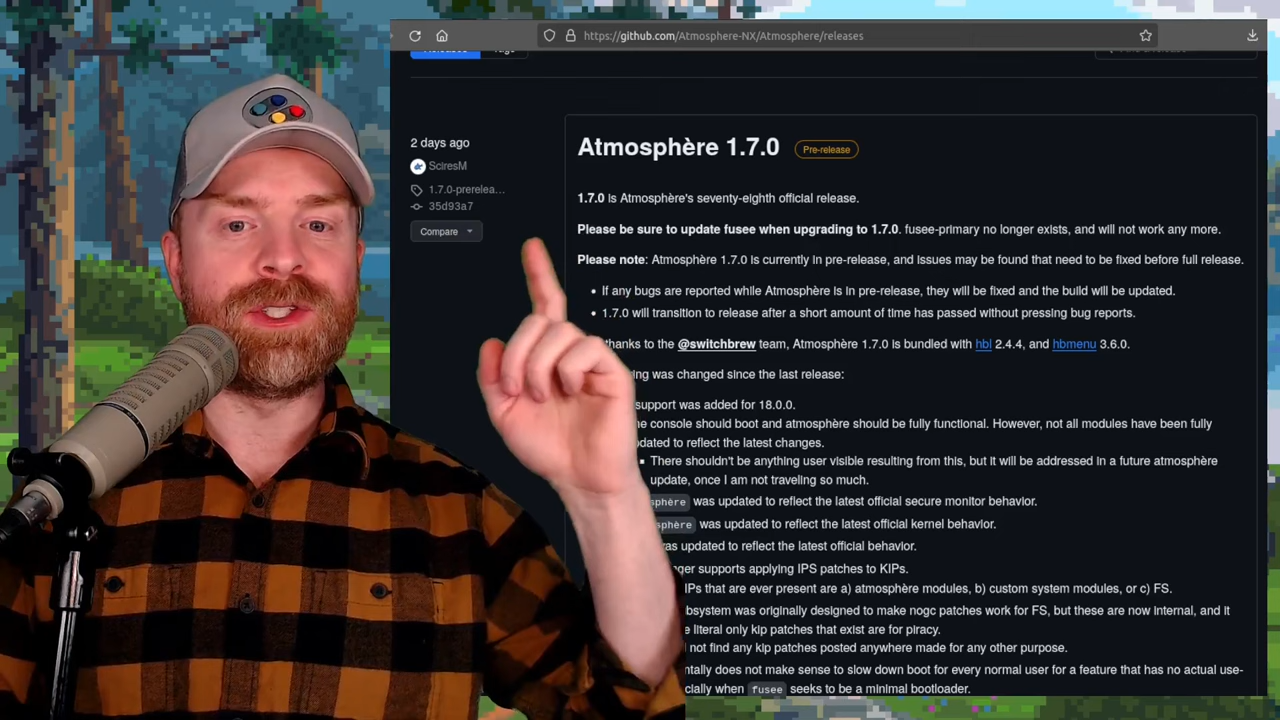 https://github.com/Atmosphere-NX/Atmosphere/releases
2 days ago
SciresM
1.7.0-prerelea…
35d93a7
Compare
Atmosphère 1.7.0 Pre-release
1.7.0 is Atmosphère's seventy-eighth official release.
Please be sure to update fusee when upgrading to 1.7.0. fusee-primary no longer exists, and will not work any more.
Please note: Atmosphère 1.7.0 is currently in pre-release, and issues may be found that need to be fixed before full release.
If any bugs are reported while Atmosphère is in pre-release, they will be fixed and the build will be updated.
1.7.0 will transition to release after a short amount of time has passed without pressing bug reports.
thanks to the @switchbrew team, Atmosphère 1.7.0 is bundled with hbl 2.4.4, and hbmenu 3.6.0.
was changed since the last release:
support was added for 18.0.0.
console should boot and atmosphère should be fully functional. However, not all modules have been fully
to reflect the latest changes.
There shouldn't be anything user visible resulting from this, but it will be addressed in a future atmosphère
update, once I am not traveling so much.
was updated to reflect the latest official secure monitor behavior.
was updated to reflect the latest official kernel behavior.
was updated to reflect the latest official behavior.
supports applying IPS patches to KIPs.
that are ever present are a) atmosphère modules, b) custom system modules, or c) FS.
was originally designed to make nogc patches work for FS, but these are now internal, and it
literal only kip patches that exist are for piracy.
not find any kip patches posted anywhere made for any other purpose.
does not make sense to slow down boot for every normal user for a feature that has no actual use-
when fusee seeks to be a minimal bootloader.